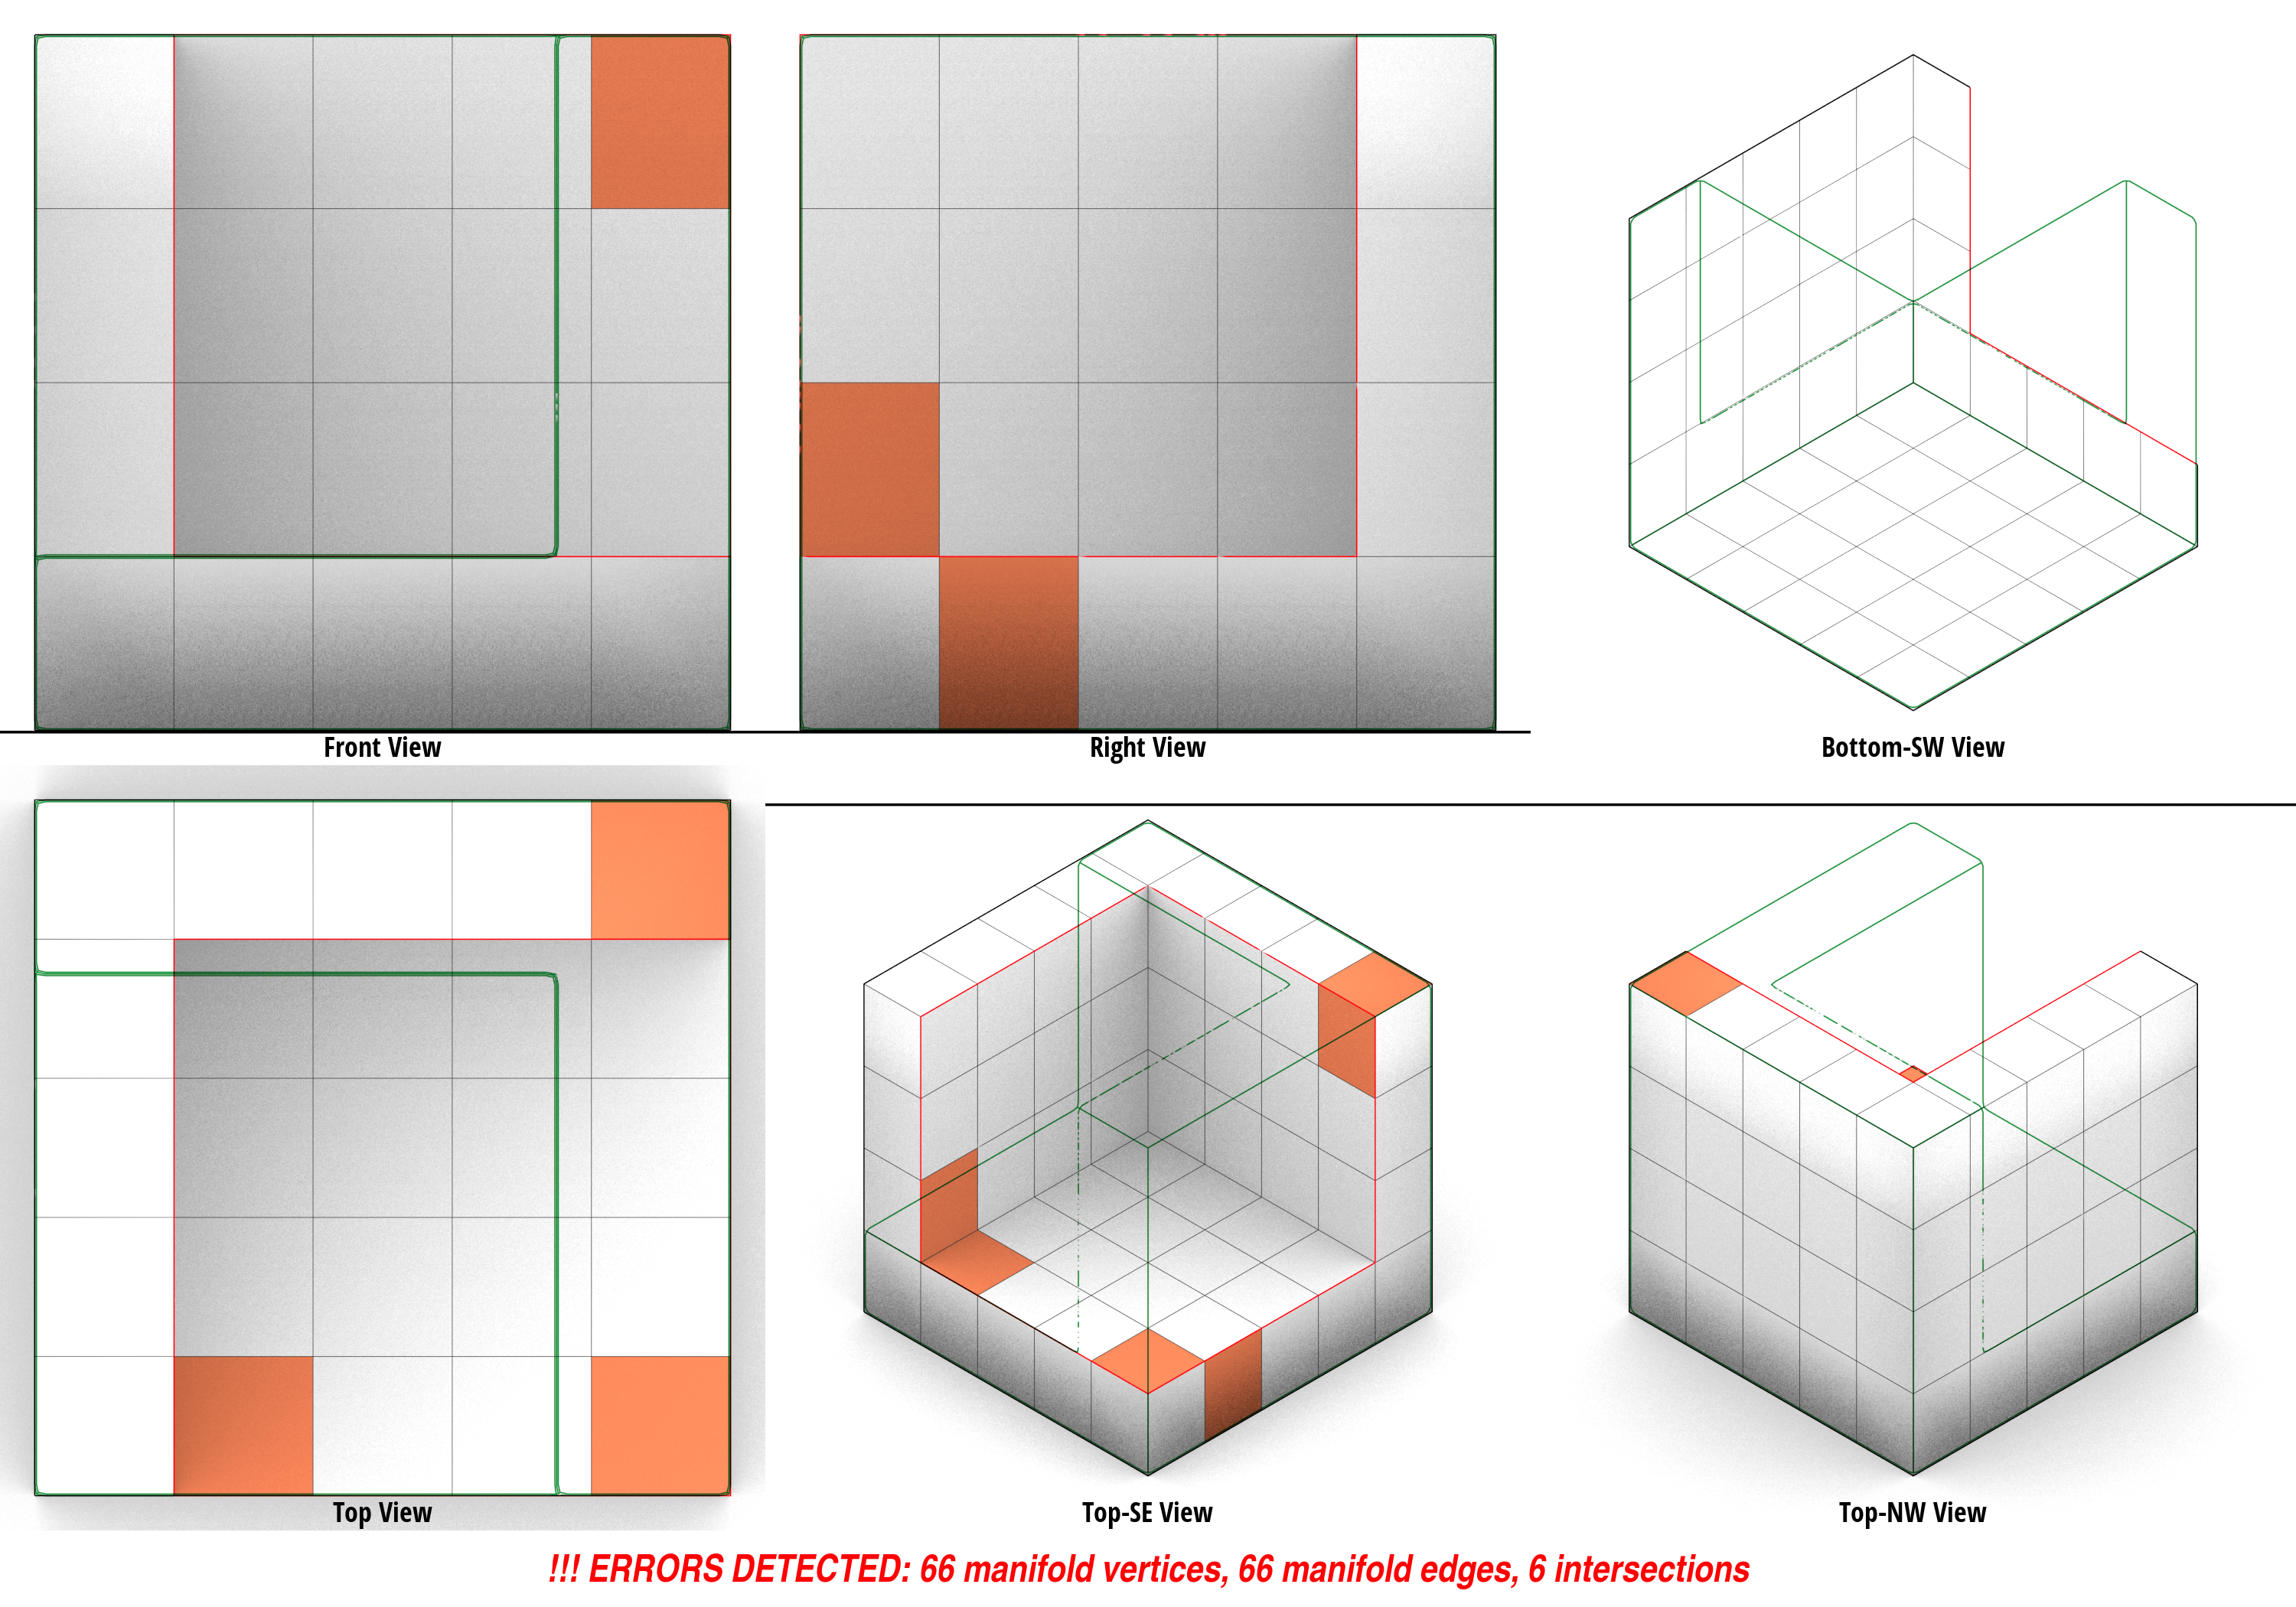 Front View
Right View
Bottom-SW View
Top View
Top-SE View
Top-NW View
!!! ERRORS DETECTED: 66 manifold vertices, 66 manifold edges, 6 intersections